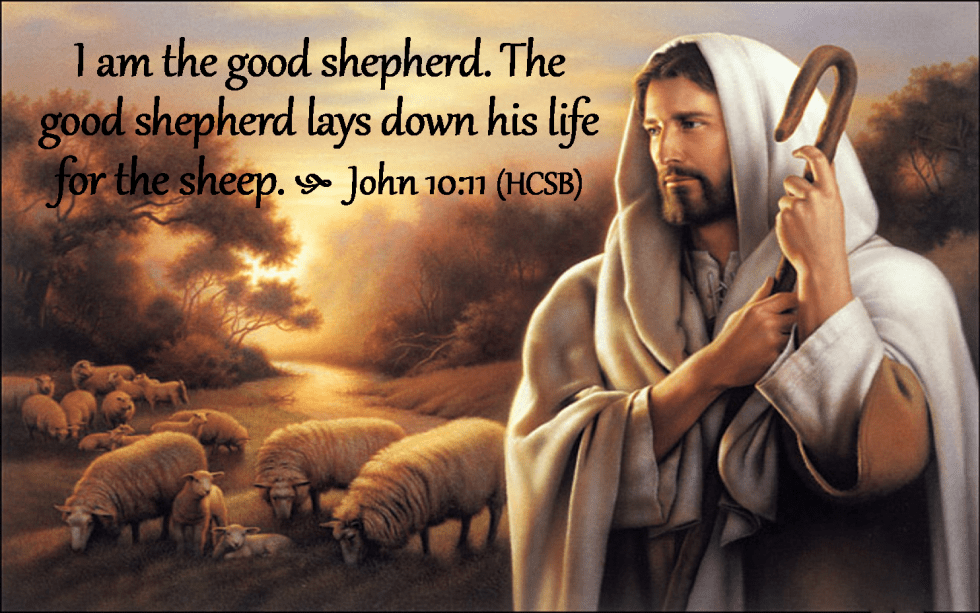 I am the good shepherd. The
good shepherd lays down his life
for the sheep. John 10:11 (HCSB)